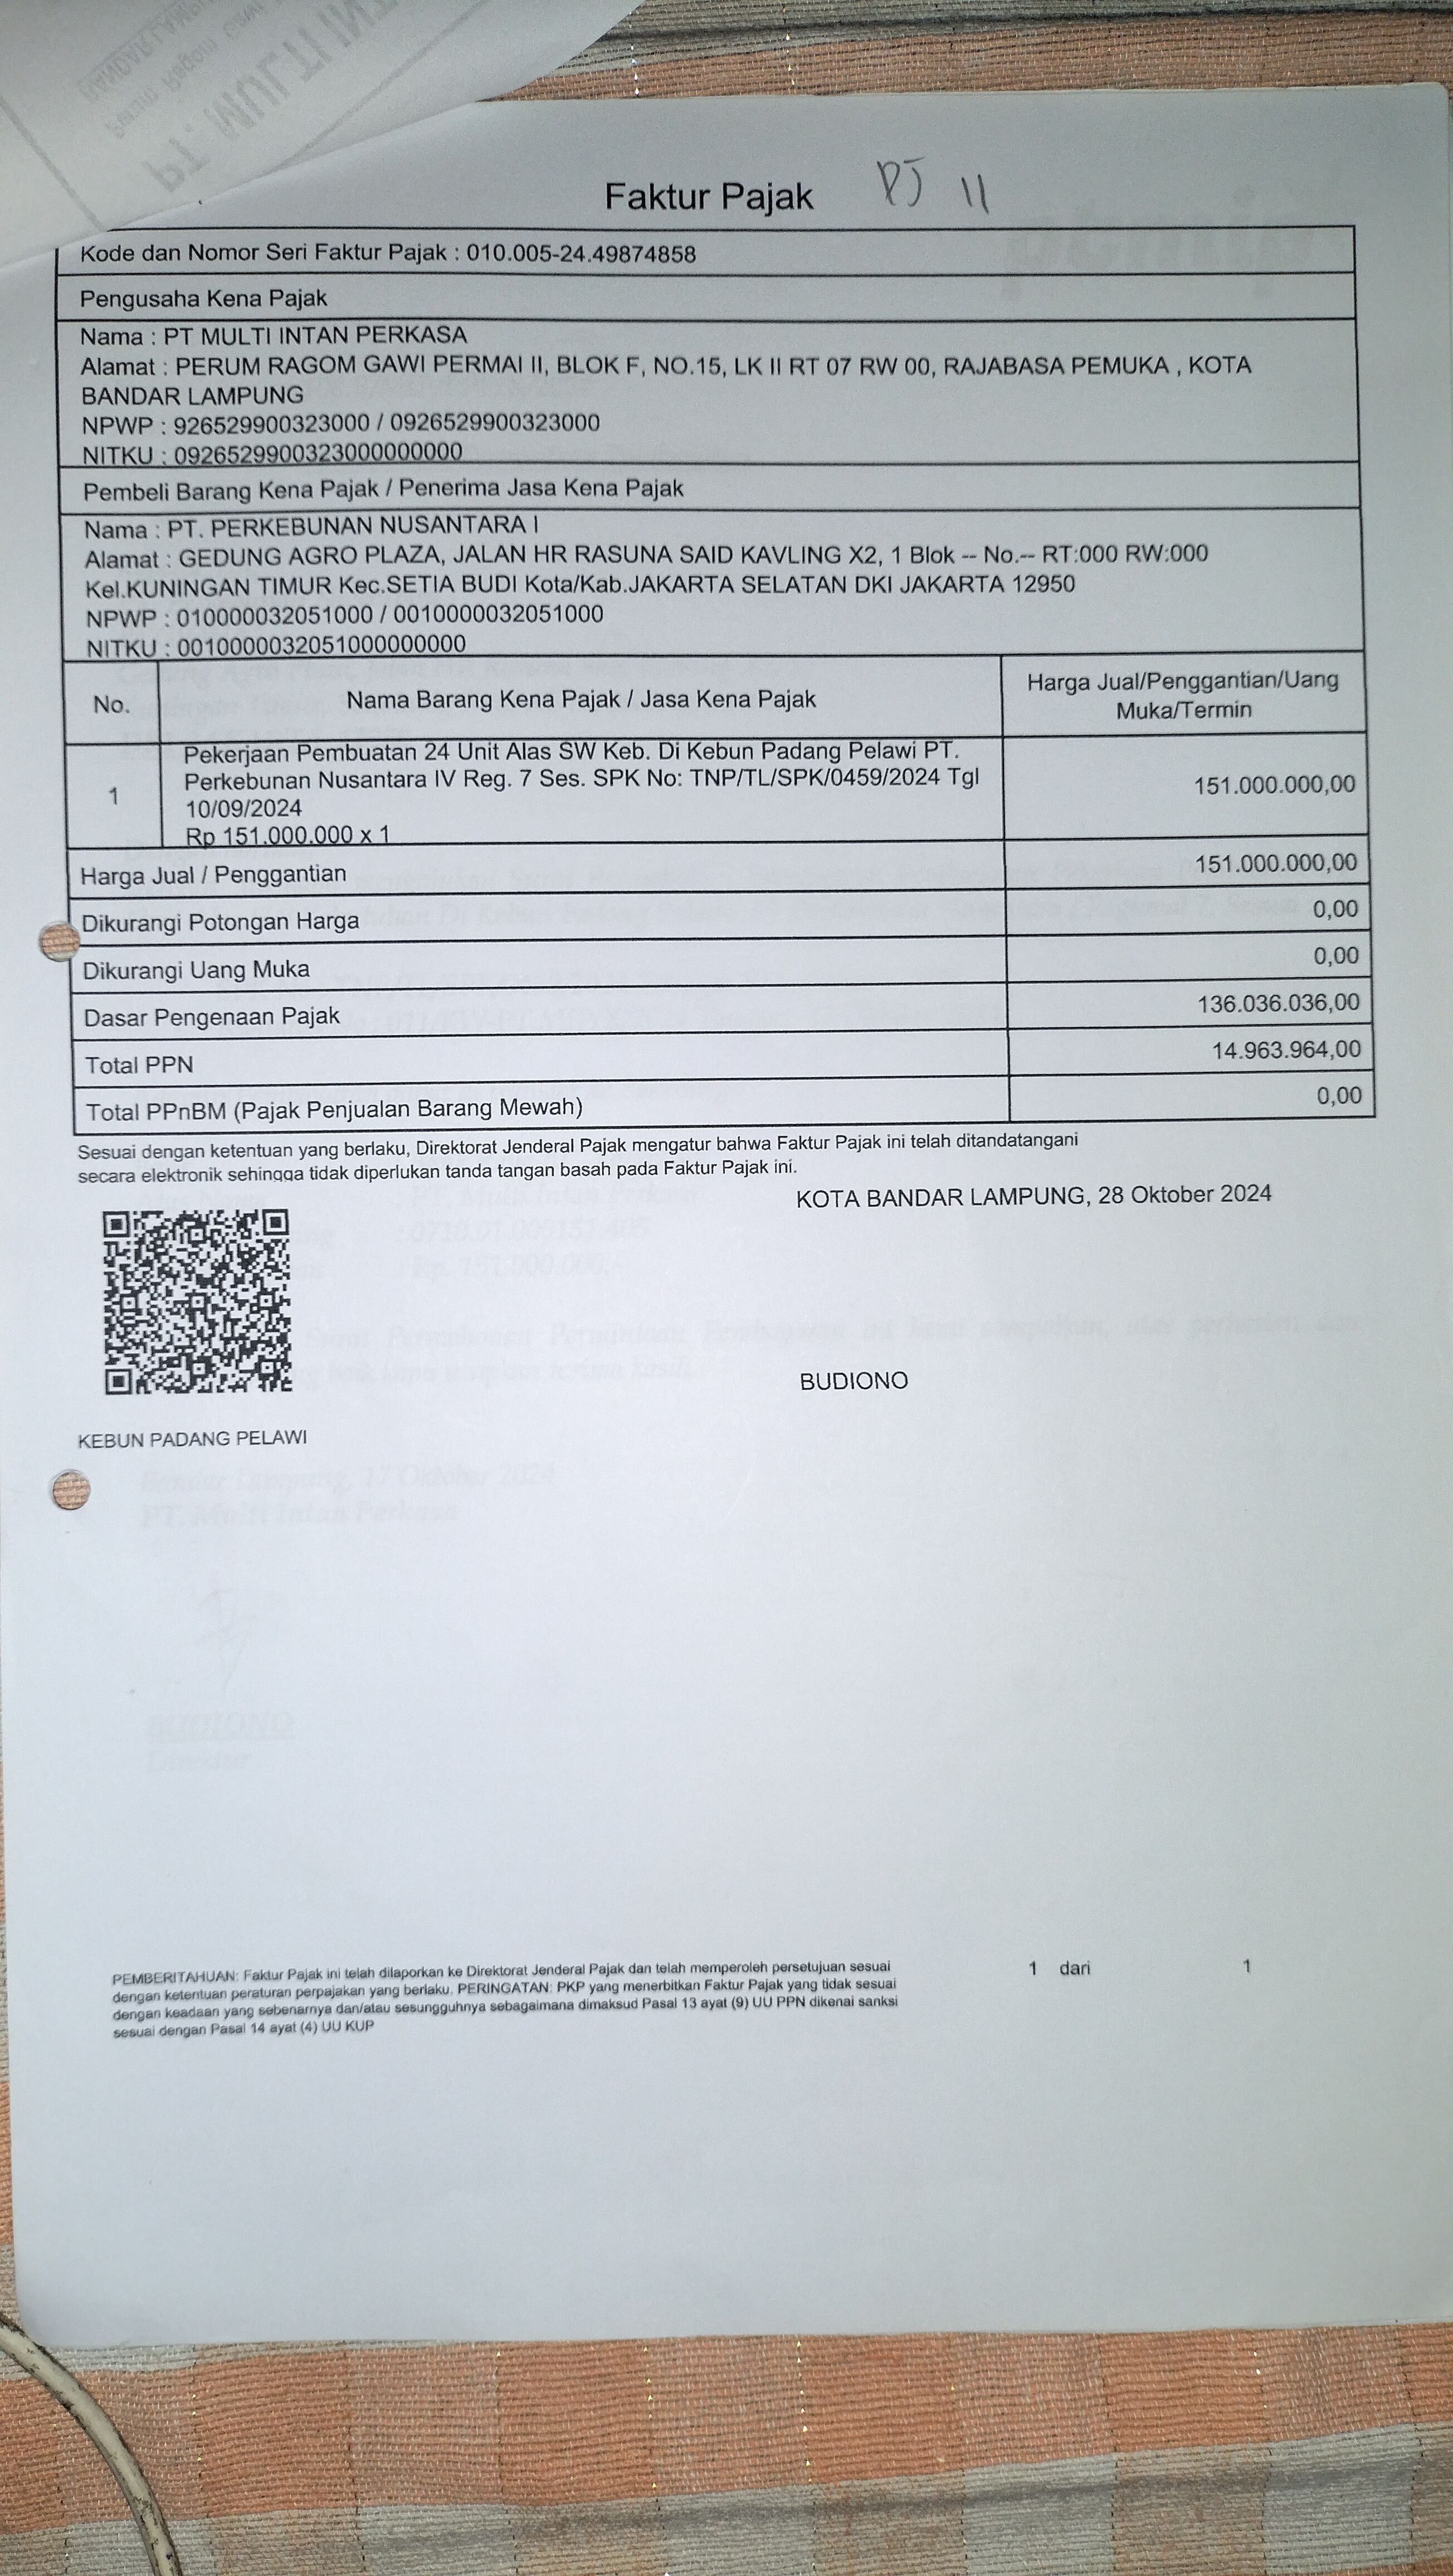 PT. MULTI INT
Faktur Pajak PJ 11
Kode dan Nomor Seri Faktur Pajak : 010.005-24.49874858
Pengusaha Kena Pajak
Nama : PT MULTI INTAN PERKASA
Alamat : PERUM RAGOM GAWI PERMAI II, BLOK F, NO.15, LK II RT 07 RW 00, RAJABASA PEMUKA , KOTA
BANDAR LAMPUNG
NPWP : 926529900323000 / 0926529900323000
NITKU : 0926529900323000000000
Pembeli Barang Kena Pajak / Penerima Jasa Kena Pajak
Nama : PT. PERKEBUNAN NUSANTARA I
Alamat : GEDUNG AGRO PLAZA, JALAN HR RASUNA SAID KAVLING X2, 1 Blok -- No.-- RT:000 RW:000
Kel.KUNINGAN TIMUR Kec.SETIA BUDI Kota/Kab.JAKARTA SELATAN DKI JAKARTA 12950
NPWP : 010000032051000 / 0010000032051000
NITKU : 0010000032051000000000
No.
Nama Barang Kena Pajak / Jasa Kena Pajak
Harga Jual/Penggantian/Uang
Muka/Termin
1
Pekerjaan Pembuatan 24 Unit Alas SW Keb. Di Kebun Padang Pelawi PT.
Perkebunan Nusantara IV Reg. 7 Ses. SPK No: TNP/TL/SPK/0459/2024 Tgl
10/09/2024
Rp 151.000.000 x 1
151.000.000,00
Harga Jual / Penggantian 151.000.000,00
Dikurangi Potongan Harga 0,00
Dikurangi Uang Muka 0,00
Dasar Pengenaan Pajak 136.036.036,00
Total PPN 14.963.964,00
Total PPnBM (Pajak Penjualan Barang Mewah) 0,00
Sesuai dengan ketentuan yang berlaku, Direktorat Jenderal Pajak mengatur bahwa Faktur Pajak ini telah ditandatangani
secara elektronik sehingga tidak diperlukan tanda tangan basah pada Faktur Pajak ini.
KOTA BANDAR LAMPUNG, 28 Oktober 2024
BUDIONO
KEBUN PADANG PELAWI
Bandar Lampung, 17 Oktober 2024
PT. Multi Intan Perkasa
BUDIONO
Direktur
PEMBERITAHUAN: Faktur Pajak ini telah dilaporkan ke Direktorat Jenderal Pajak dan telah memperoleh persetujuan sesuai
dengan ketentuan peraturan perpajakan yang berlaku. PERINGATAN: PKP yang menerbitkan Faktur Pajak yang tidak sesuai
dengan keadaan yang sebenarnya dan/atau sesungguhnya sebagaimana dimaksud Pasal 13 ayat (9) UU PPN dikenai sanksi
sesuai dengan Pasal 14 ayat (4) UU KUP
1 dari 1